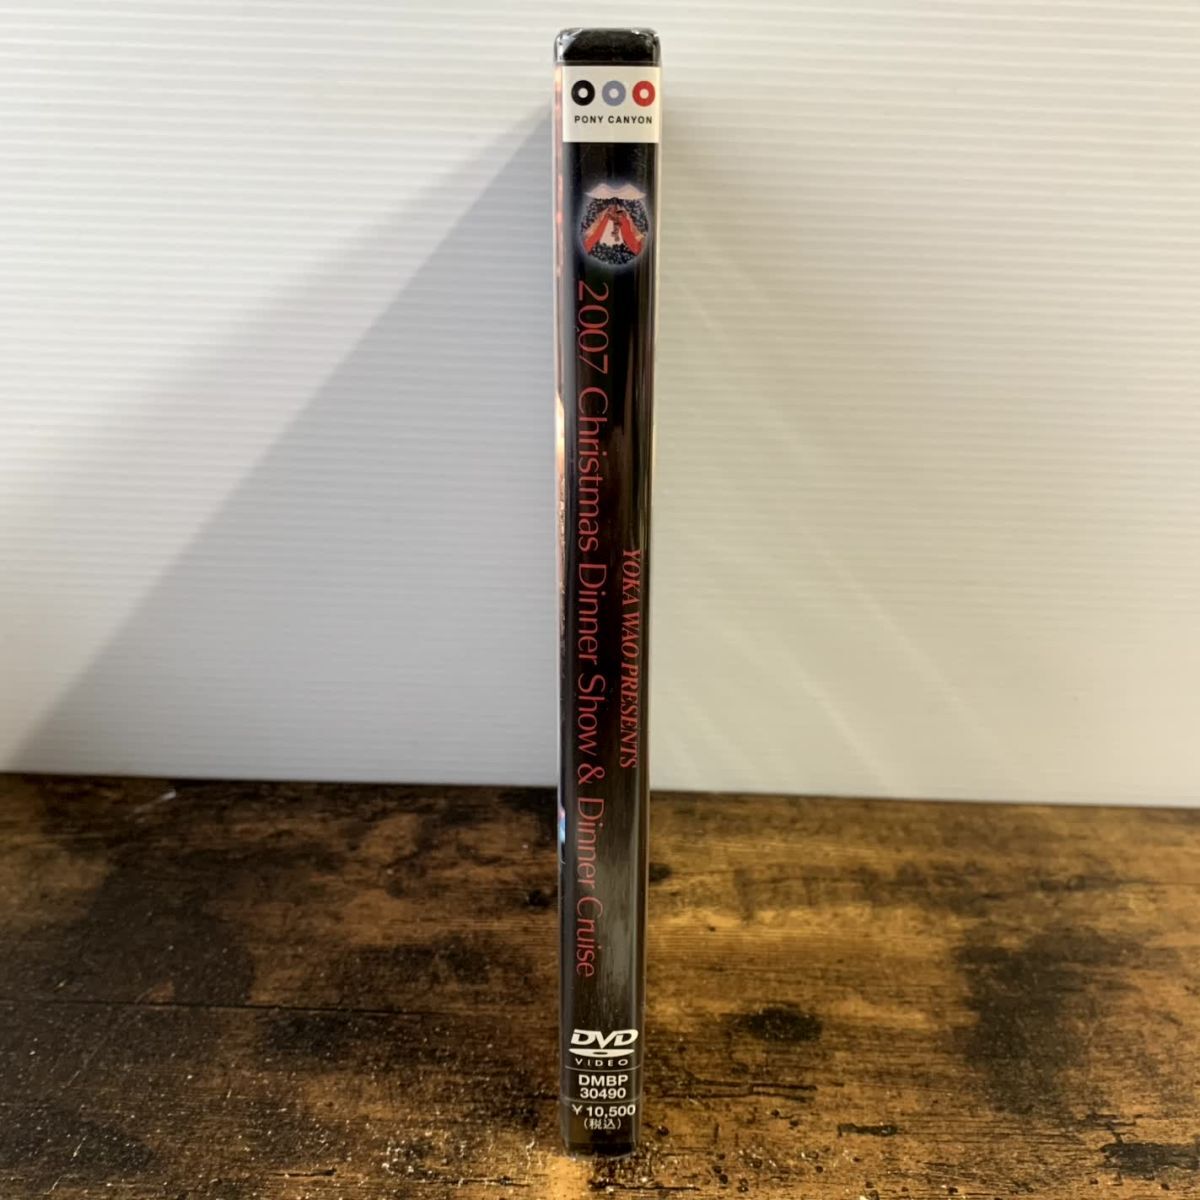 PONY CANYON
YOKA WAO PRESENTS
2007 Christmas Dinner Show & Dinner Cruise
DVD
VIDEO
DMBP
30490
￥10,500
(税込)